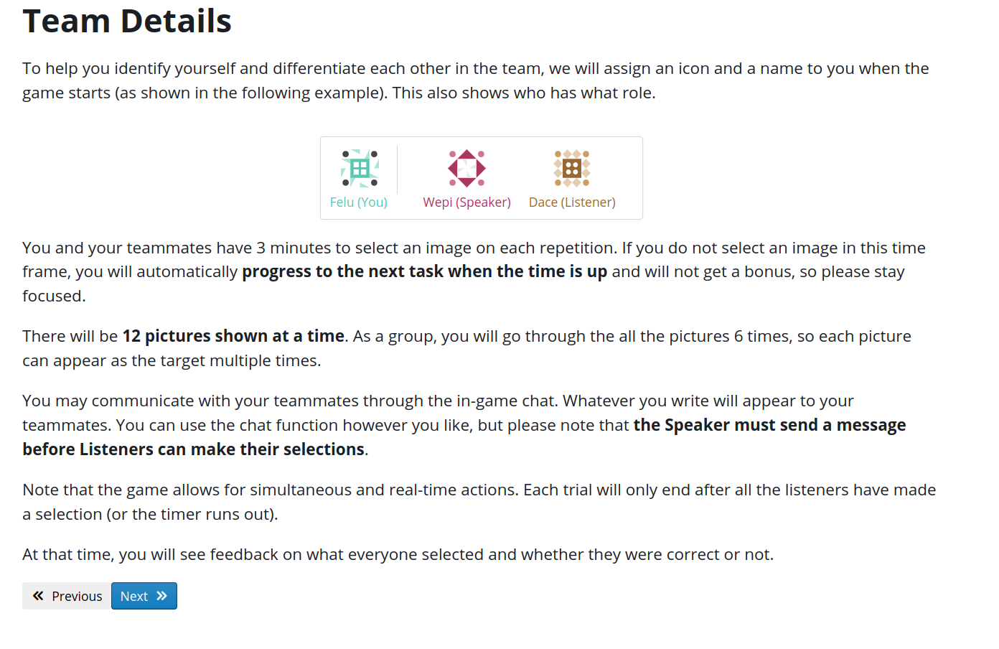 Team Details
To help you identify yourself and differentiate each other in the team, we will assign an icon and a name to you when the
game starts (as shown in the following example). This also shows who has what role.
Felu (You) Wepi (Speaker) Dace (Listener)
You and your teammates have 3 minutes to select an image on each repetition. If you do not select an image in this time
frame, you will automatically progress to the next task when the time is up and will not get a bonus, so please stay
focused.
There will be 12 pictures shown at a time. As a group, you will go through the all the pictures 6 times, so each picture
can appear as the target multiple times.
You may communicate with your teammates through the in-game chat. Whatever you write will appear to your
teammates. You can use the chat function however you like, but please note that the Speaker must send a message
before Listeners can make their selections.
Note that the game allows for simultaneous and real-time actions. Each trial will only end after all the listeners have made
a selection (or the timer runs out).
At that time, you will see feedback on what everyone selected and whether they were correct or not.
Previous Next